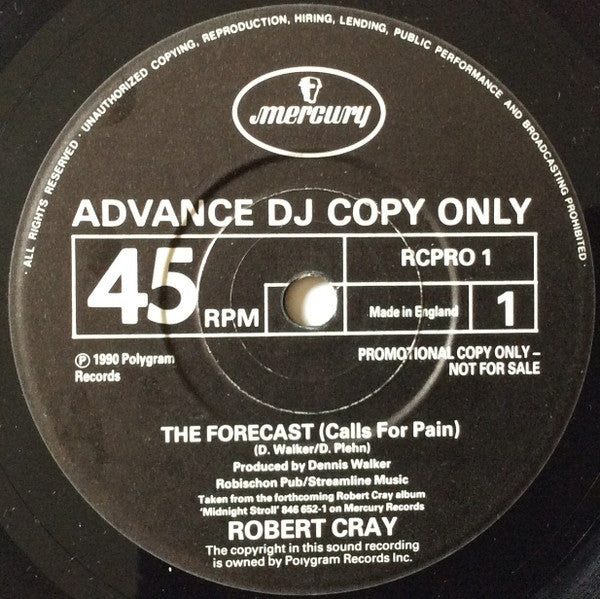 · ALL RIGHTS RESERVED · UNAUTHORIZED COPYING, REPRODUCTION, HIRING, LENDING, PUBLIC PERFORMANCE AND BROADCASTING PROHIBITED ·
mercury
ADVANCE DJ COPY ONLY
45 RPM
RCPRO 1
Made in England
1
Ⓟ 1990 Polygram
Records
PROMOTIONAL COPY ONLY –
NOT FOR SALE
THE FORECAST (Calls For Pain)
(D. Walker/D. Plehn)
Produced by Dennis Walker
Robischon Pub/Streamline Music
Taken from the forthcoming Robert Cray album
'Midnight Stroll' 846 652-1 on Mercury Records
ROBERT CRAY
The copyright in this sound recording
is owned by Polygram Records Inc.